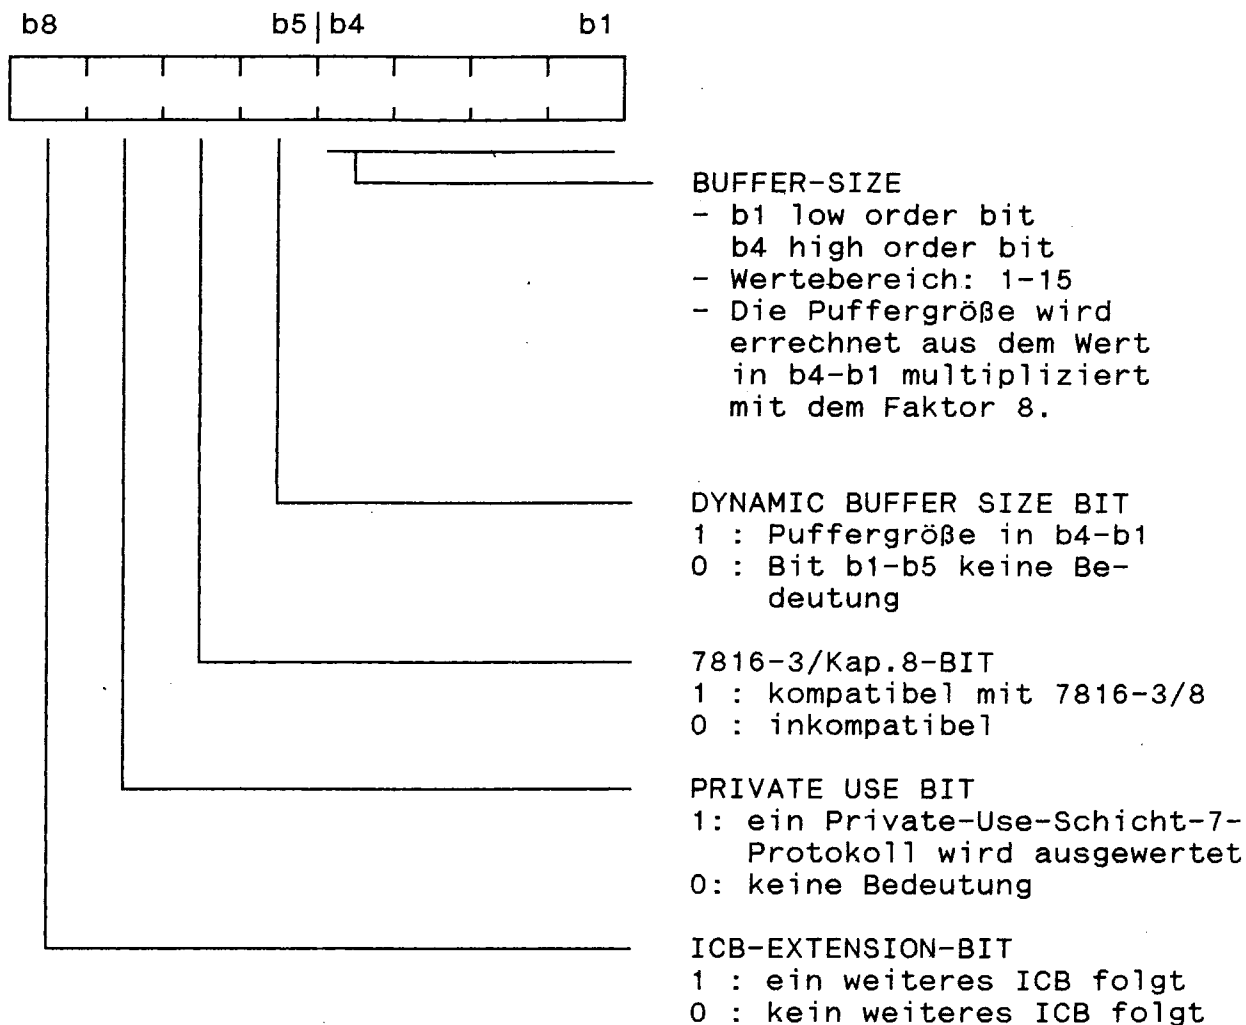 b8 b5|b4 b1
BUFFER-SIZE
- b1 low order bit
b4 high order bit
- Wertebereich: 1-15
- Die Puffergröße wird
errechnet aus dem Wert
in b4-b1 multipliziert
mit dem Faktor 8.
DYNAMIC BUFFER SIZE BIT
1 : Puffergröße in b4-b1
0 : Bit b1-b5 keine Be-
deutung
7816-3/Kap.8-BIT
1 : kompatibel mit 7816-3/8
0 : inkompatibel
PRIVATE USE BIT
1: ein Private-Use-Schicht-7-
Protokoll wird ausgewertet
0: keine Bedeutung
ICB-EXTENSION-BIT
1 : ein weiteres ICB folgt
0 : kein weiteres ICB folgt